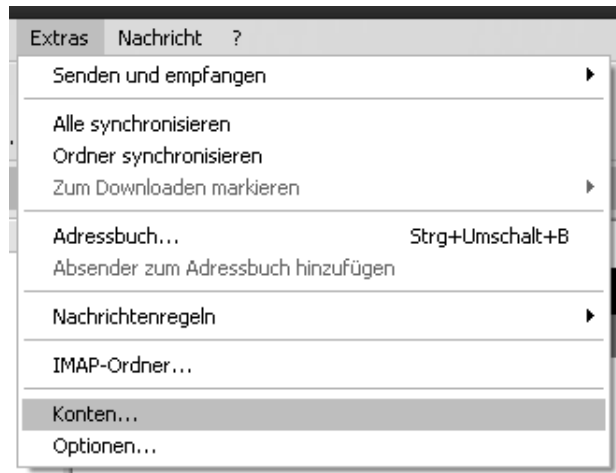 Extras Nachricht ?
Senden und empfangen
Alle synchronisieren
Ordner synchronisieren
Zum Downloaden markieren
Adressbuch... Strg+Umschalt+B
Absender zum Adressbuch hinzufügen
Nachrichtenregeln
IMAP-Ordner...
Konten...
Optionen...